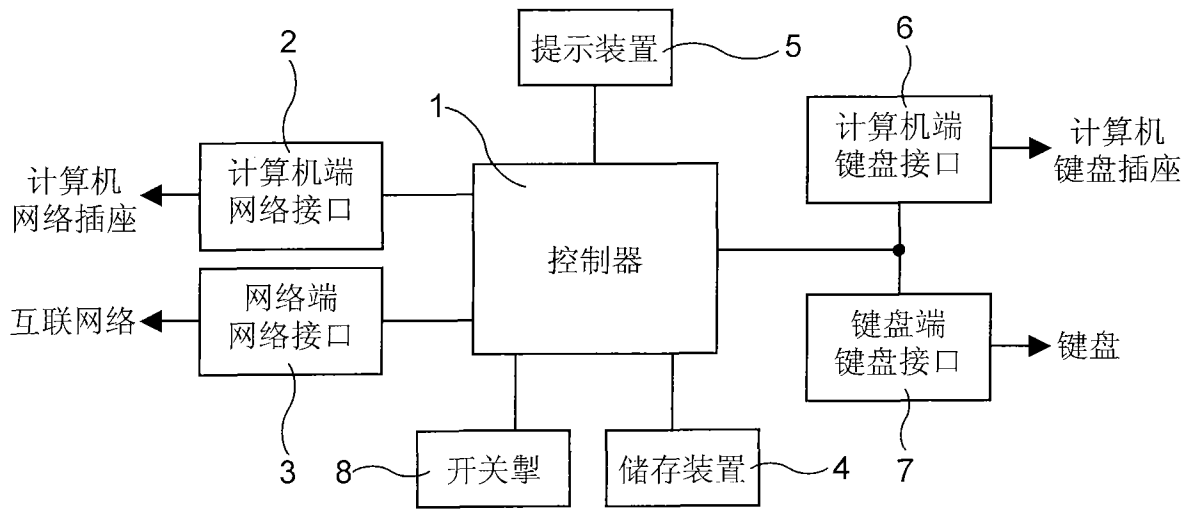 提示装置
5
6
2
1
计算机端
键盘接口
计算机
键盘插座
计算机
网络插座
计算机端
网络接口
控制器
互联网络
网络端
网络接口
键盘端
键盘接口
键盘
3
8
开关掣
储存装置
4
7